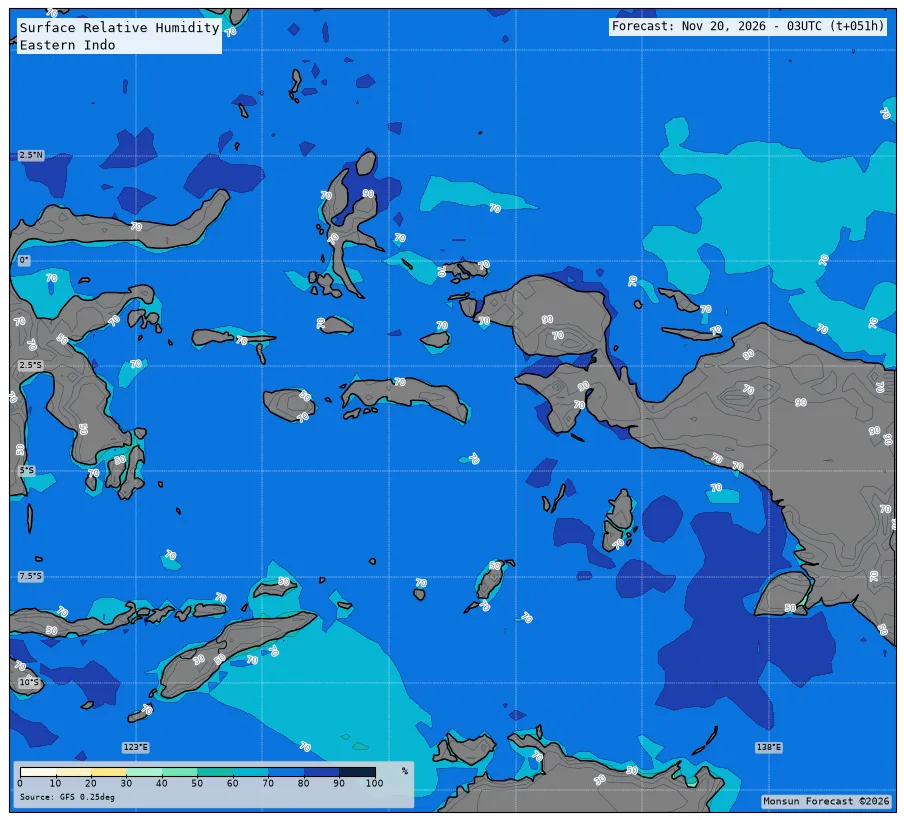 Surface Relative Humidity
Eastern Indo
Forecast: Nov 20, 2026 - 03UTC (t+051h)
2.5°N
0°
2.5°S
5°S
7.5°S
10°S
123°E
138°E
0 10 20 30 40 50 60 70 80 90 100 %
Source: GFS 0.25deg
Monsun Forecast ©2026